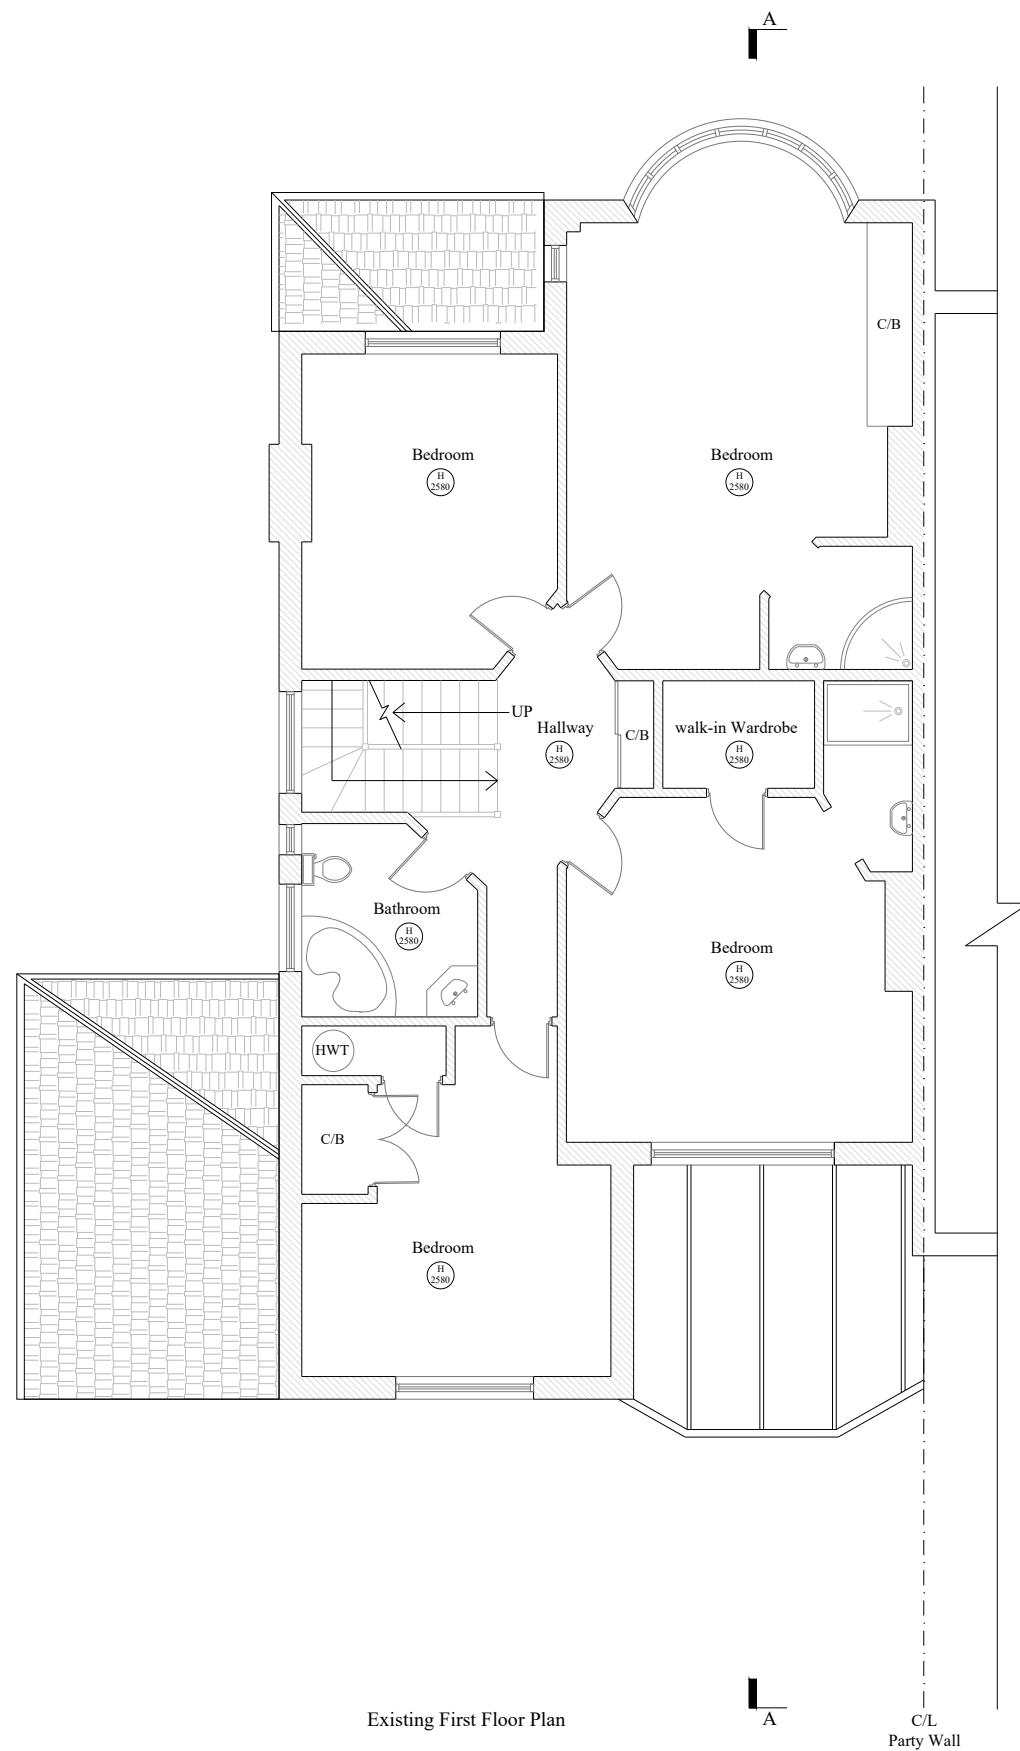 A
C/B
Bedroom
H
2580
Bedroom
H
2580
UP
Hallway
H
2580
C/B
walk-in Wardrobe
H
2580
Bathroom
H
2580
Bedroom
H
2580
HWT
C/B
Bedroom
H
2580
A
Existing First Floor Plan
C/L
Party Wall